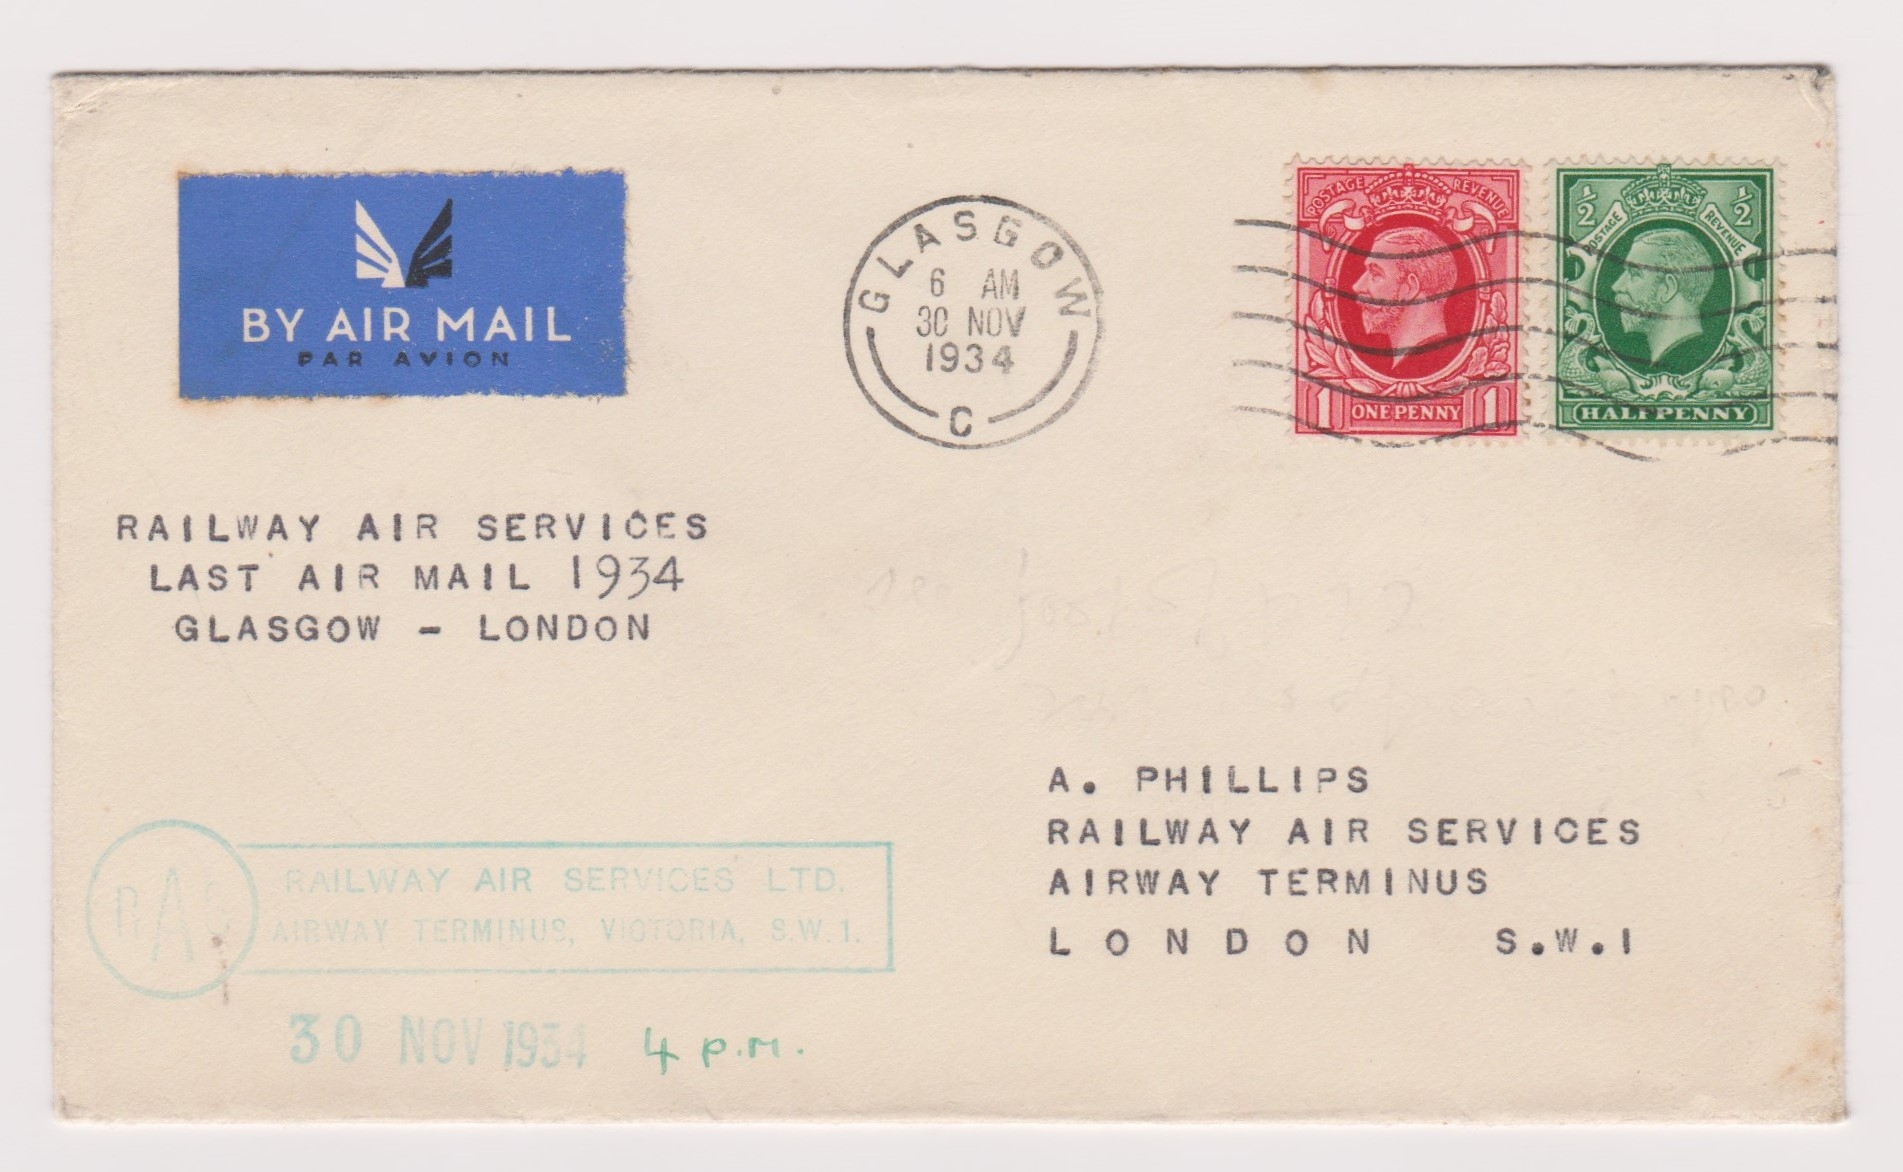 BY AIR MAIL
PAR AVION
GLASGOW
6 AM
30 NOV
1934
C
POSTAGE REVENUE
1 ONE PENNY 1
½ ½
POSTAGE REVENUE
HALFPENNY
RAILWAY AIR SERVICES
LAST AIR MAIL 1934
GLASGOW - LONDON
A. PHILLIPS
RAILWAY AIR SERVICES
AIRWAY TERMINUS
LONDON S.W.1
RAS
RAILWAY AIR SERVICES LTD.
AIRWAY TERMINUS, VICTORIA, S.W.1.
30 NOV 1934 4 p.m.